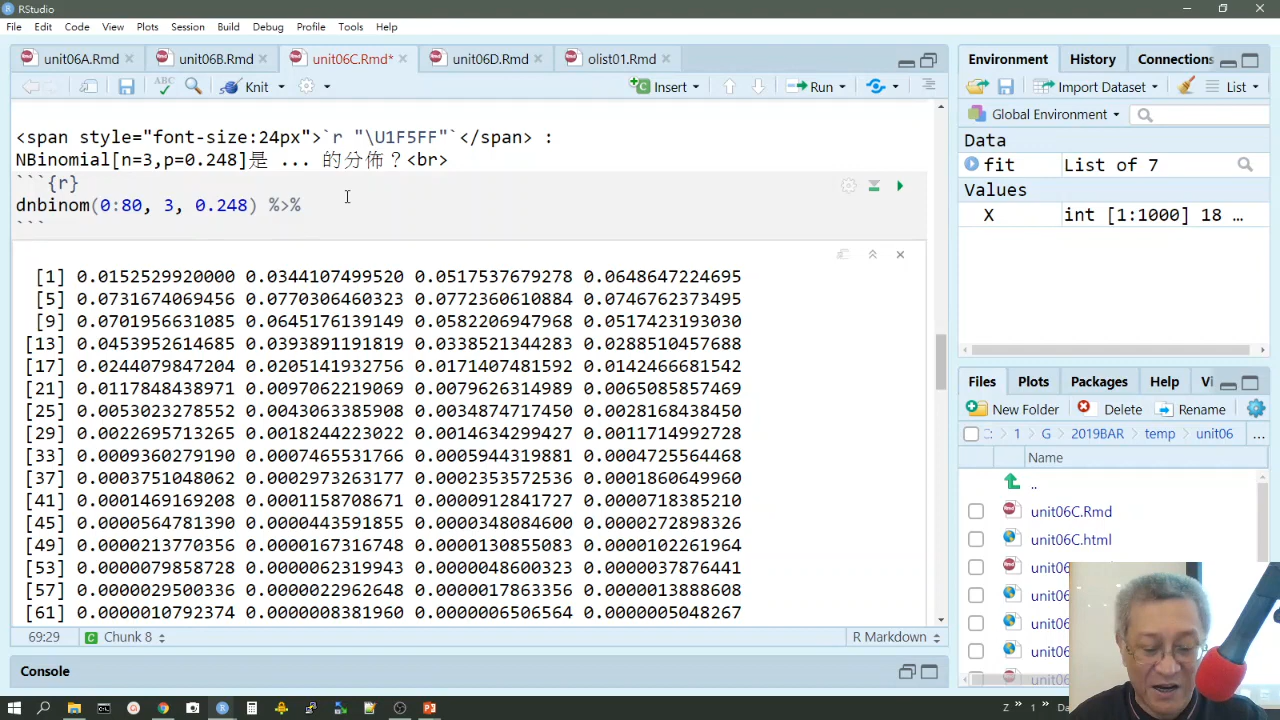 RStudio
File Edit Code View Plots Session Build Debug Profile Tools Help
unit06A.Rmd unit06B.Rmd unit06C.Rmd* unit06D.Rmd olist01.Rmd
ABC Knit Insert Run
<span style="font-size:24px">`r "\U1F5FF"`</span> :
NBinomial[n=3,p=0.248]是 ... 的分佈？<br>
```{r}
dnbinom(0:80, 3, 0.248) %>%
```
[1] 0.0152529920000 0.0344107499520 0.0517537679278 0.0648647224695
[5] 0.0731674069456 0.0770306460323 0.0772360610884 0.0746762373495
[9] 0.0701956631085 0.0645176139149 0.0582206947968 0.0517423193030
[13] 0.0453952614685 0.0393891191819 0.0338521344283 0.0288510457688
[17] 0.0244079847204 0.0205141932756 0.0171407481592 0.0142466681542
[21] 0.0117848438971 0.0097062219069 0.0079626314989 0.0065085857469
[25] 0.0053023278552 0.0043063385908 0.0034874717450 0.0028168438450
[29] 0.0022695713265 0.0018244223022 0.0014634299427 0.0011714992728
[33] 0.0009360279190 0.0007465531766 0.0005944319881 0.0004725564468
[37] 0.0003751048062 0.0002973263177 0.0002353572536 0.0001860649960
[41] 0.0001469169208 0.0001158708671 0.0000912841727 0.0000718385210
[45] 0.0000564781390 0.0000443591855 0.0000348084600 0.0000272898326
[49] 0.0000213770356 0.0000167316748 0.0000130855083 0.0000102261964
[53] 0.0000079858728 0.0000062319943 0.0000048600323 0.0000037876441
[57] 0.0000029500336 0.0000022962648 0.0000017863356 0.0000013888608
[61] 0.0000010792374 0.0000008381960 0.0000006506564 0.0000005048267
69:29 Chunk 8 R Markdown
Console
Environment History Connections
Import Dataset List
Global Environment
Data
fit List of 7
Values
X int [1:1000] 18 ...
Files Plots Packages Help Vi
New Folder Delete Rename
C: 1 G 2019BAR temp unit06 ...
Name
..
unit06C.Rmd
unit06C.html
unit06
unit06
unit06
unit06
unit06
Z » 1 » Da